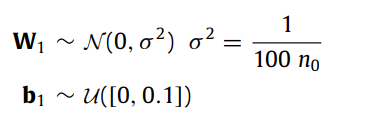 W₁ ~ 𝒩(0, σ²) σ² = 1 / (100 n₀)
b₁ ~ 𝒰([0, 0.1])